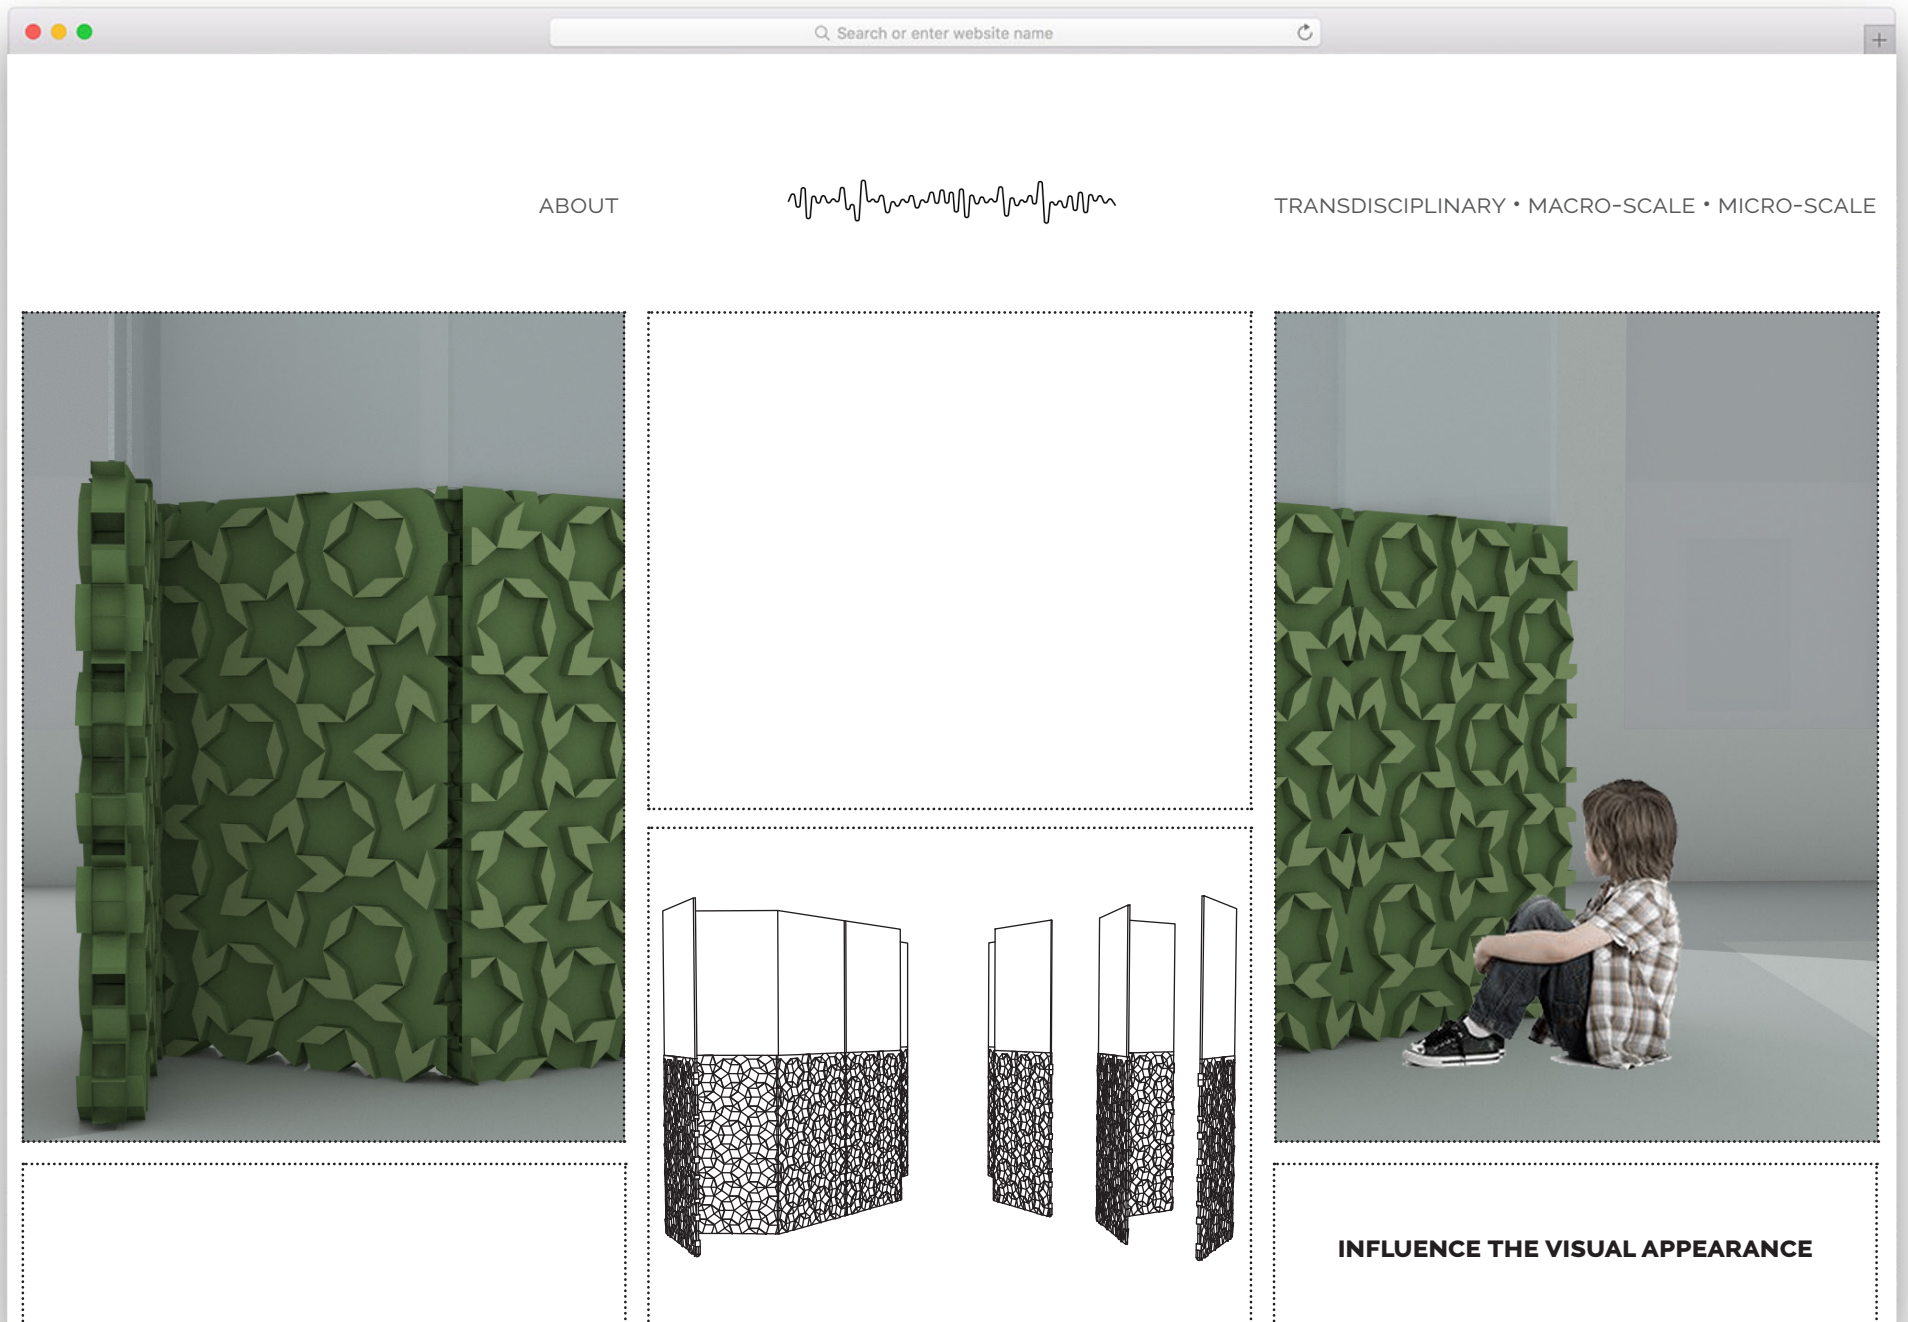 Search or enter website name
ABOUT
TRANSDISCIPLINARY • MACRO-SCALE • MICRO-SCALE
INFLUENCE THE VISUAL APPEARANCE